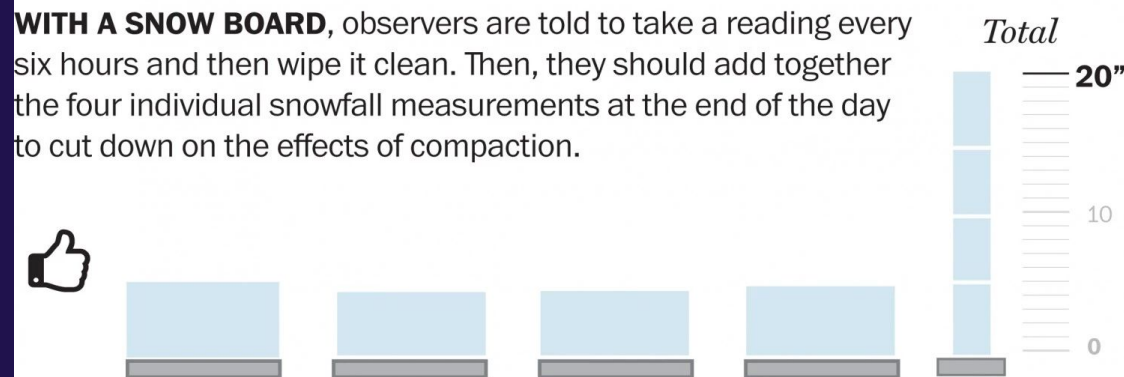 WITH A SNOW BOARD, observers are told to take a reading every
six hours and then wipe it clean. Then, they should add together
the four individual snowfall measurements at the end of the day
to cut down on the effects of compaction.
Total
20”
10
0